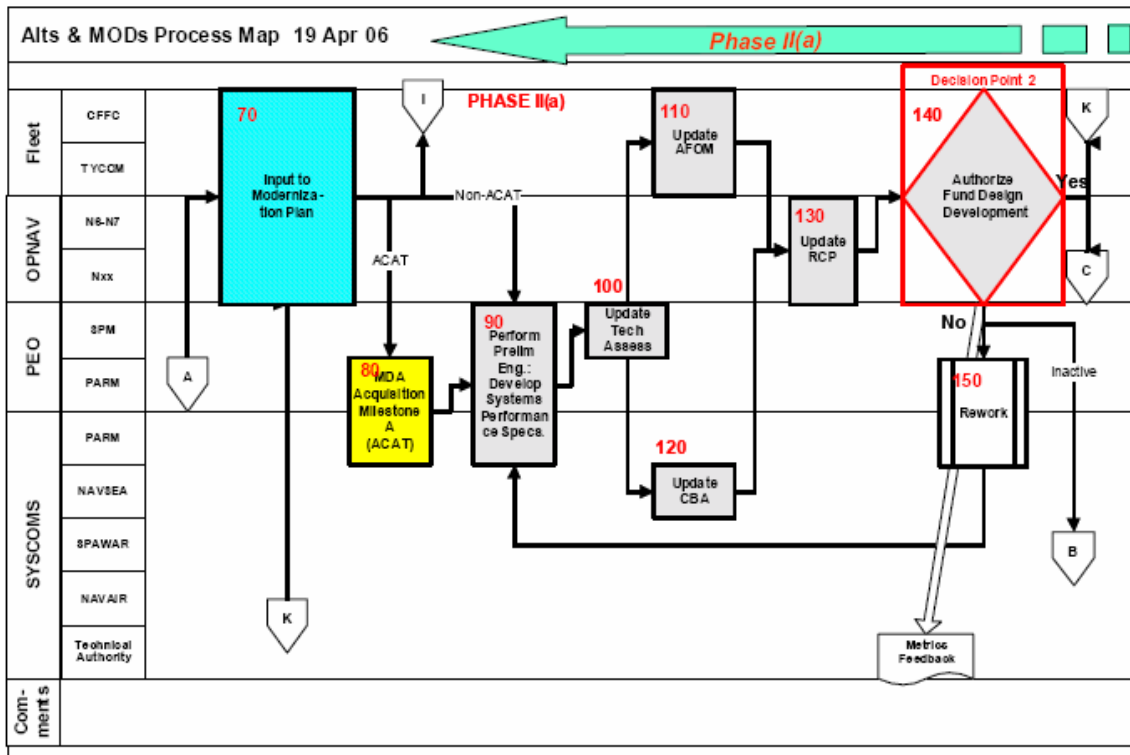 Alts & MODs Process Map 19 Apr 06
Phase II(a)
Decision Point 2
Fleet
CFFC
TYCOM
OPNAV
N6-N7
Nxx
PEO
SPM
PARM
SYSCOMS
PARM
NAVSEA
SPAWAR
NAVAIR
Technical
Authority
Com-
ments
70
Input to
Moderniza-
tion Plan
I
PHASE II(a)
Non-ACAT
ACAT
A
K
80
MDA
Acquisition
Milestone
A
(ACAT)
90
Perform
Prelim
Eng.:
Develop
Systems
Performa
nce Specs.
100
Update
Tech
Assess
110
Update
AFOM
120
Update
CBA
130
Update
RCP
140
Authorize
Fund Design
Development
Yes
K
C
No
150
Rework
Inactive
B
Metrics
Feedback